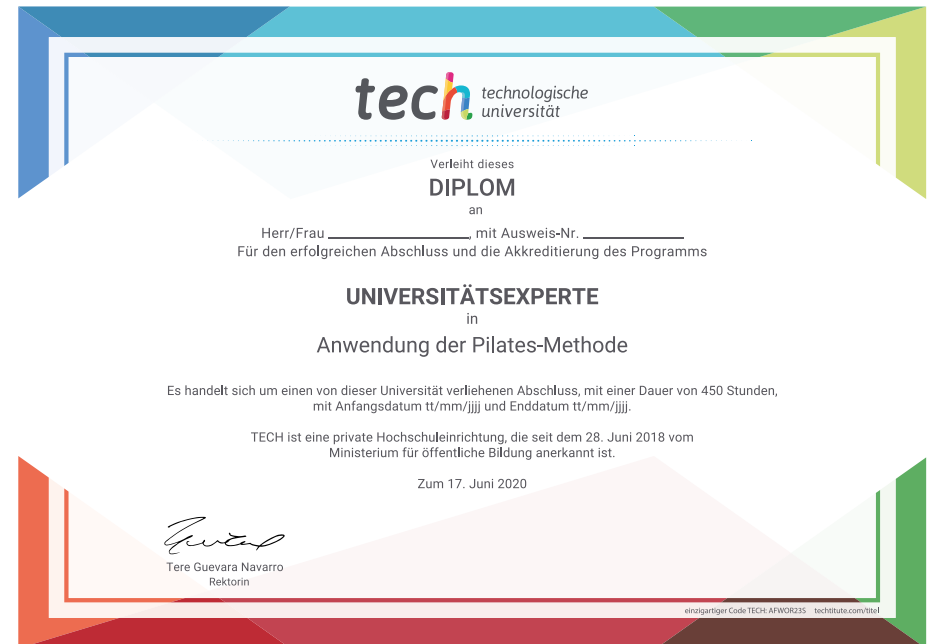 tech technologische
universität
Verleiht dieses
DIPLOM
an
Herr/Frau ____________________, mit Ausweis-Nr. ______________
Für den erfolgreichen Abschluss und die Akkreditierung des Programms
UNIVERSITÄTSEXPERTE
in
Anwendung der Pilates-Methode
Es handelt sich um einen von dieser Universität verliehenen Abschluss, mit einer Dauer von 450 Stunden,
mit Anfangsdatum tt/mm/jjjj und Enddatum tt/mm/jjjj.
TECH ist eine private Hochschuleinrichtung, die seit dem 28. Juni 2018 vom
Ministerium für öffentliche Bildung anerkannt ist.
Zum 17. Juni 2020
Tere Guevara Navarro
Rektorin
einzigartiger Code TECH: AFWOR23S techtitute.com/titel